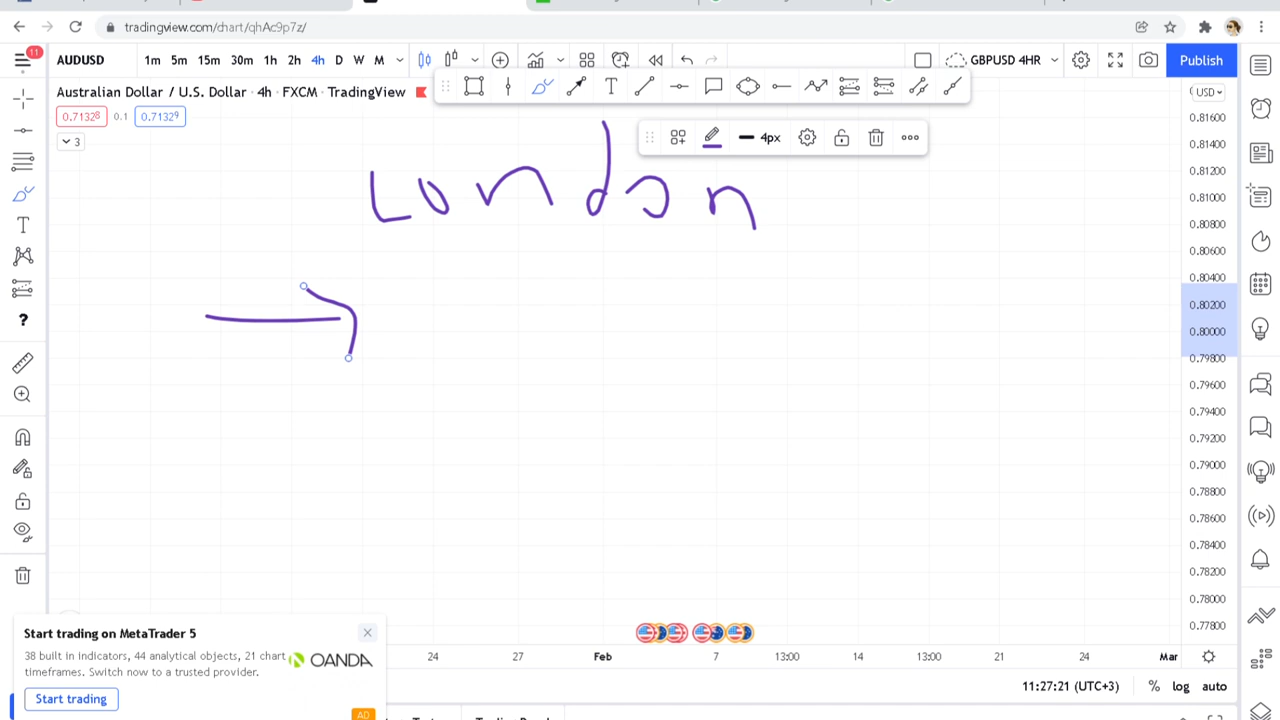 tradingview.com/chart/qhAc9p7z/
11
AUDUSD 1m 5m 15m 30m 1h 2h 4h D W M GBPUSD 4HR Publish
Australian Dollar / U.S. Dollar · 4h · FXCM · TradingView
USD
0.71328 0.1 0.71329
3
4px
London
0.81600
0.81400
0.81200
0.81000
0.80800
0.80600
0.80400
0.80200
0.80000
0.79800
0.79600
0.79400
0.79200
0.79000
0.78800
0.78600
0.78400
0.78200
0.78000
0.77800
Start trading on MetaTrader 5
38 built in indicators, 44 analytical objects, 21 chart
timeframes. Switch now to a trusted provider.
OANDA
Start trading
AD
24 27 Feb 7 13:00 14 13:00 21 24 Mar
11:27:21 (UTC+3) % log auto